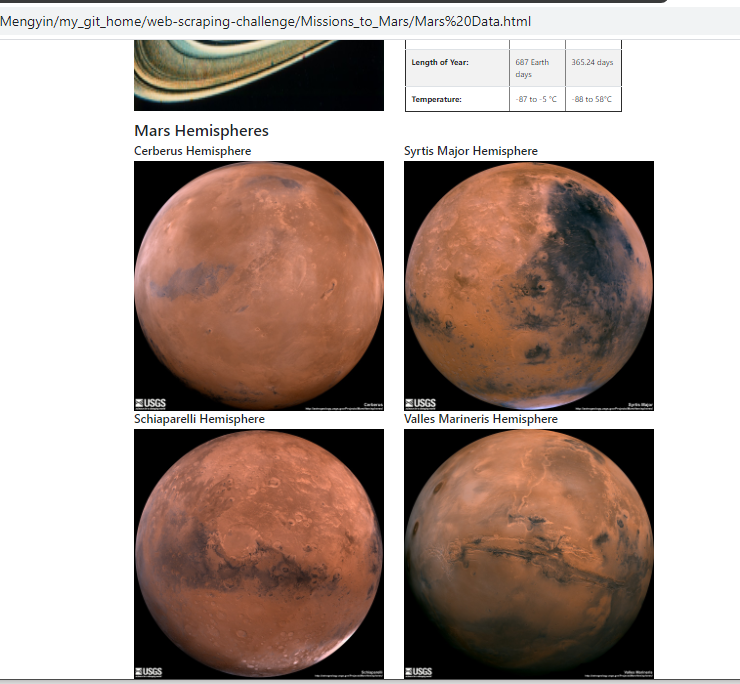 Mengyin/my_git_home/web-scraping-challenge/Missions_to_Mars/Mars%20Data.html
Length of Year: 687 Earth days 365.24 days
Temperature: -87 to -5 °C -88 to 58°C
Mars Hemispheres
Cerberus Hemisphere
Syrtis Major Hemisphere
USGS
Cerberus
USGS
Syrtis Major
Schiaparelli Hemisphere
Valles Marineris Hemisphere
USGS
Schiaparelli
USGS
Valles Marineris